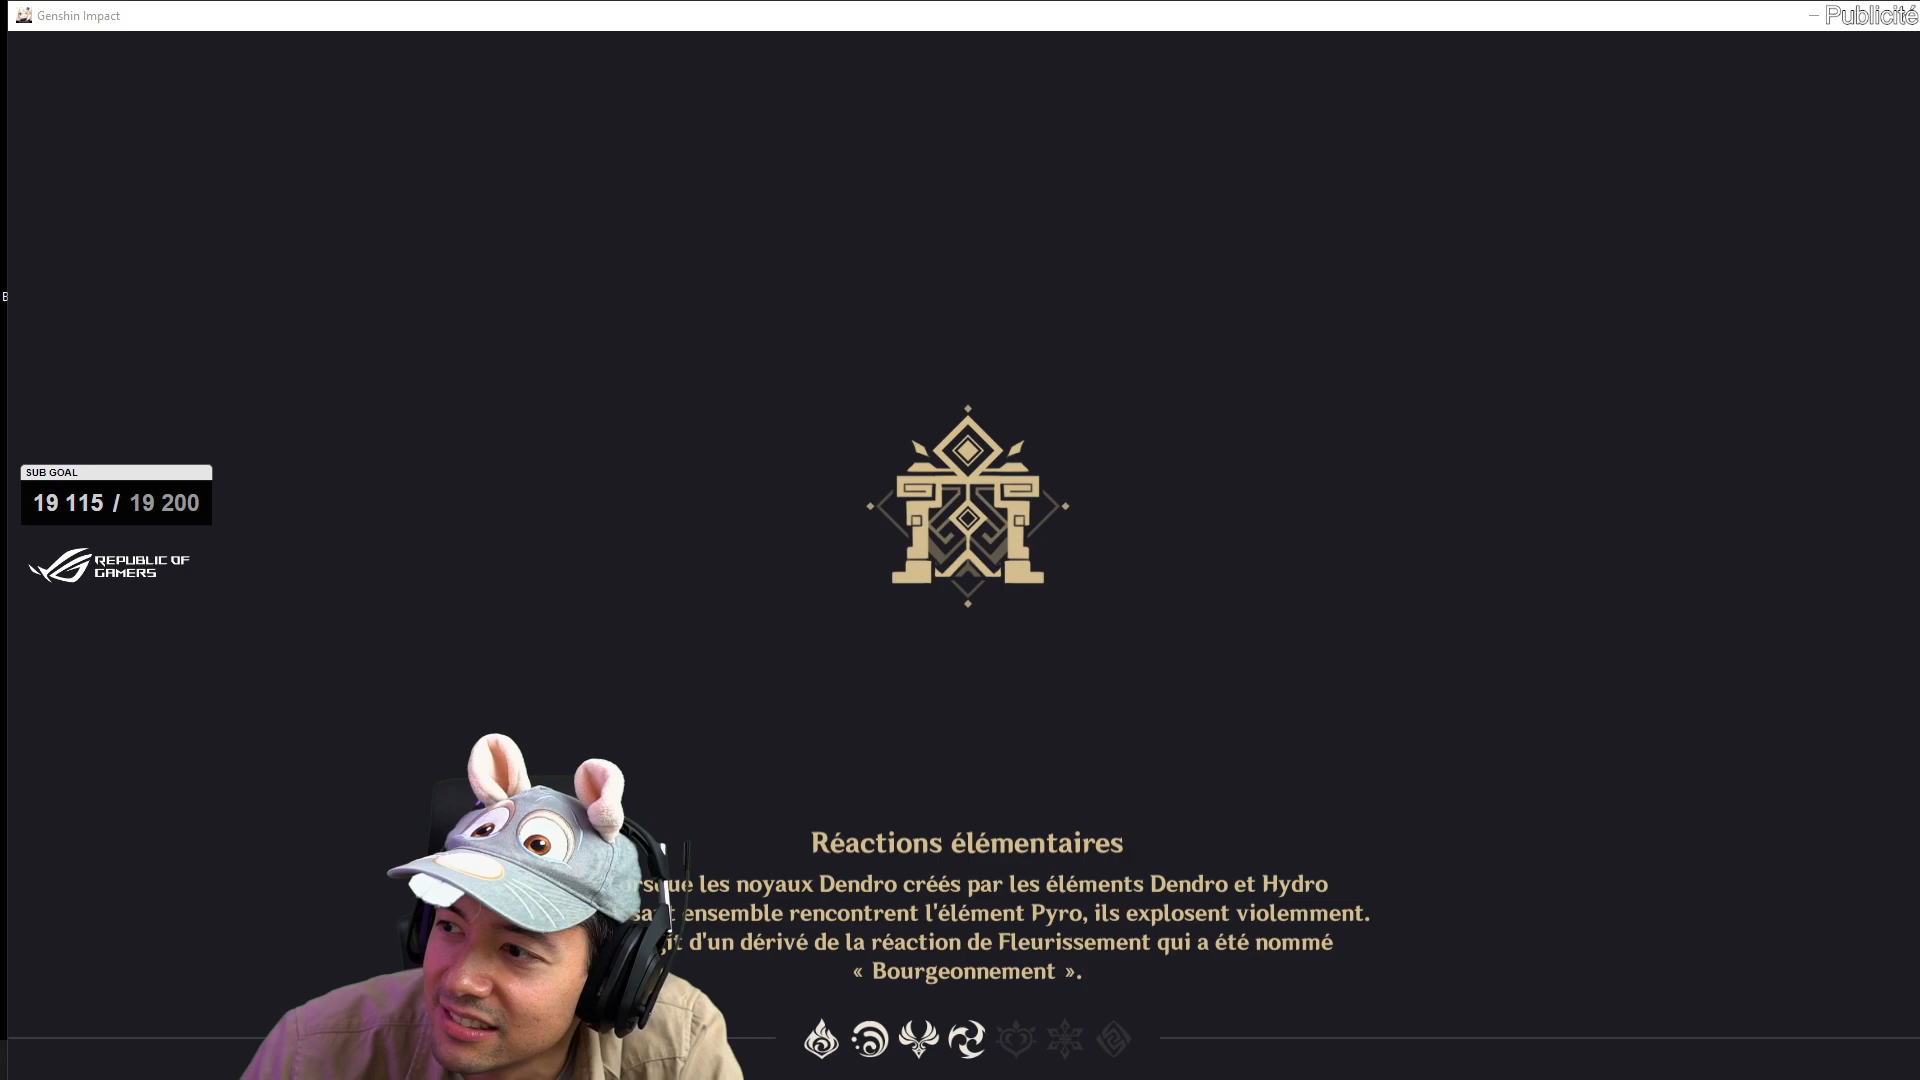 Genshin Impact
Publicité
B
SUB GOAL
19 115 / 19 200
REPUBLIC OF
GAMERS
Réactions élémentaires
les noyaux Dendro créés par les éléments Dendro et Hydro
ensemble rencontrent l'élément Pyro, ils explosent violemment.
d'un dérivé de la réaction de Fleurissement qui a été nommé
« Bourgeonnement ».